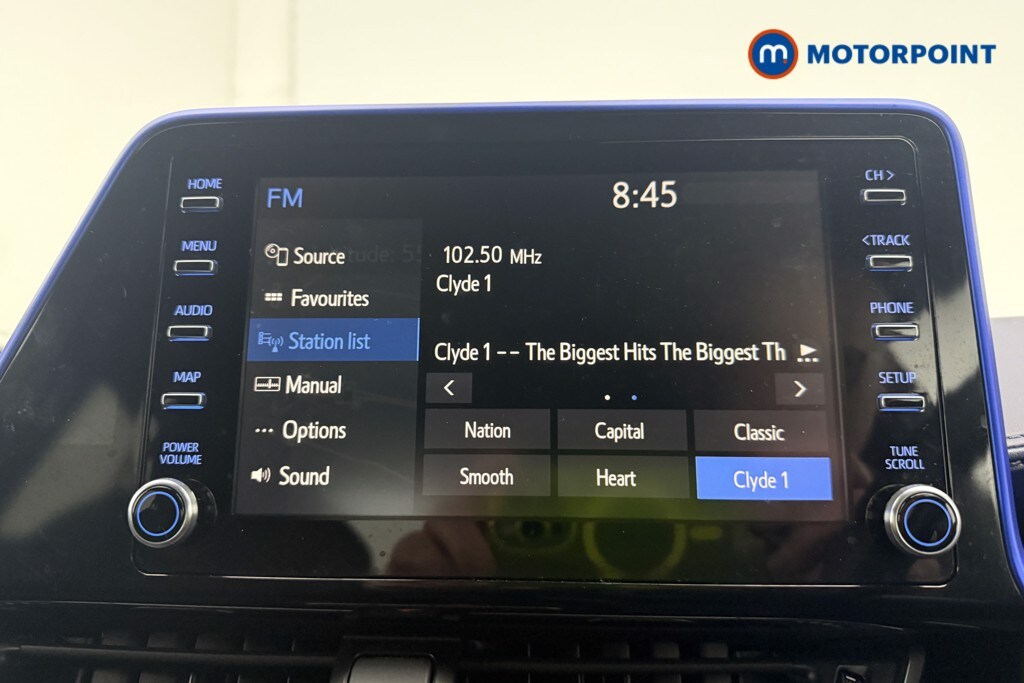 m MOTORPOINT
HOME
MENU
AUDIO
MAP
POWER
VOLUME
FM
8:45
Source
Favourites
Station list
Manual
Options
Sound
102.50 MHz
Clyde 1
Clyde 1 -- The Biggest Hits The Biggest Th
< >
Nation Capital Classic
Smooth Heart Clyde 1
CH >
< TRACK
PHONE
SETUP
TUNE
SCROLL